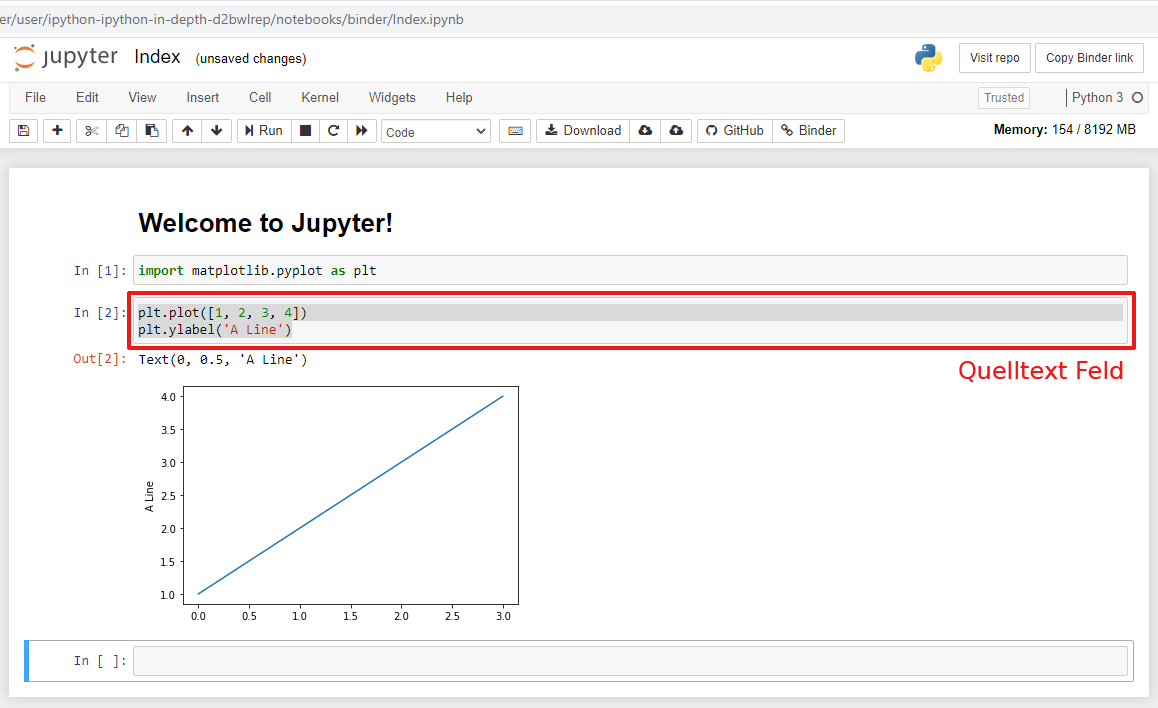 er/user/ipython-ipython-in-depth-d2bwlrep/notebooks/binder/Index.ipynb
jupyter Index (unsaved changes) Visit repo Copy Binder link
File Edit View Insert Cell Kernel Widgets Help Trusted Python 3
Run Code Download GitHub Binder Memory: 154 / 8192 MB
Welcome to Jupyter!
In [1]: import matplotlib.pyplot as plt
In [2]: plt.plot([1, 2, 3, 4])
plt.ylabel('A Line')
Out[2]: Text(0, 0.5, 'A Line')
Quelltext Feld
4.0
3.5
3.0
2.5
2.0
1.5
1.0
A Line
0.0 0.5 1.0 1.5 2.0 2.5 3.0
In [ ]: